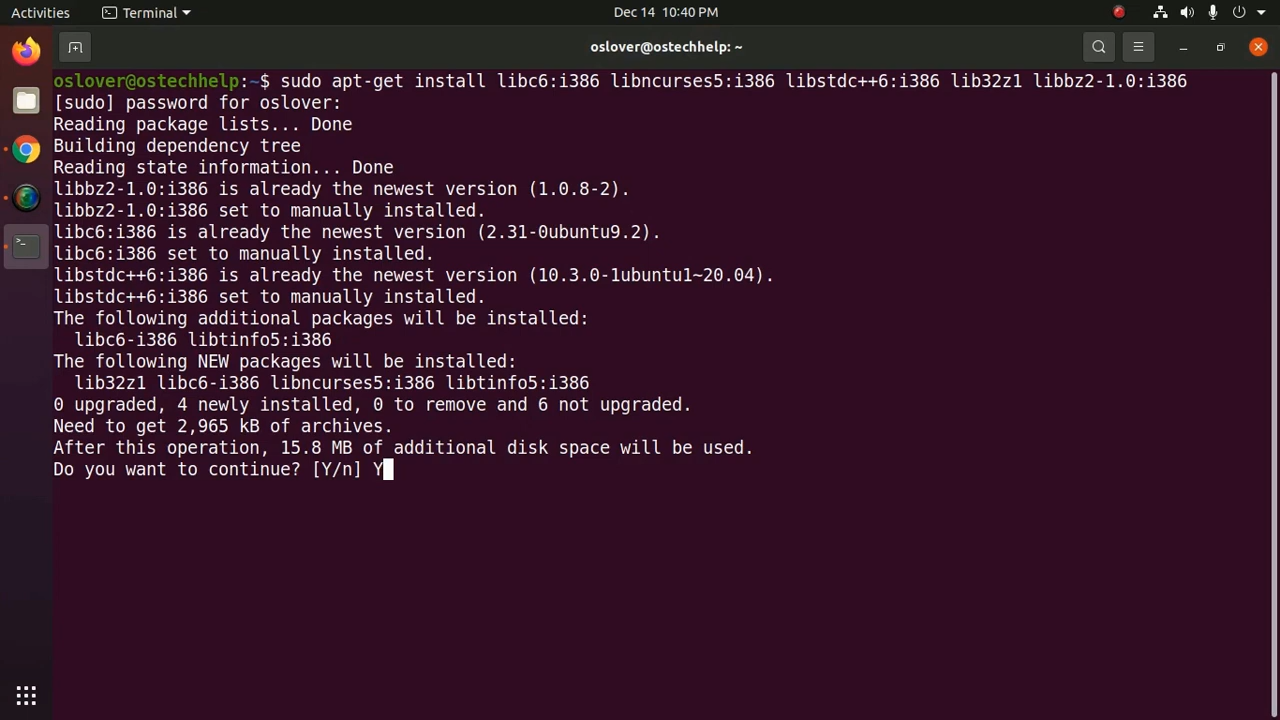 Activities
Terminal
Dec 14 10:40 PM
oslover@ostechhelp: ~
oslover@ostechhelp:~$ sudo apt-get install libc6:i386 libncurses5:i386 libstdc++6:i386 lib32z1 libbz2-1.0:i386
[sudo] password for oslover:
Reading package lists... Done
Building dependency tree
Reading state information... Done
libbz2-1.0:i386 is already the newest version (1.0.8-2).
libbz2-1.0:i386 set to manually installed.
libc6:i386 is already the newest version (2.31-0ubuntu9.2).
libc6:i386 set to manually installed.
libstdc++6:i386 is already the newest version (10.3.0-1ubuntu1~20.04).
libstdc++6:i386 set to manually installed.
The following additional packages will be installed:
  libc6-i386 libtinfo5:i386
The following NEW packages will be installed:
  lib32z1 libc6-i386 libncurses5:i386 libtinfo5:i386
0 upgraded, 4 newly installed, 0 to remove and 6 not upgraded.
Need to get 2,965 kB of archives.
After this operation, 15.8 MB of additional disk space will be used.
Do you want to continue? [Y/n] Y